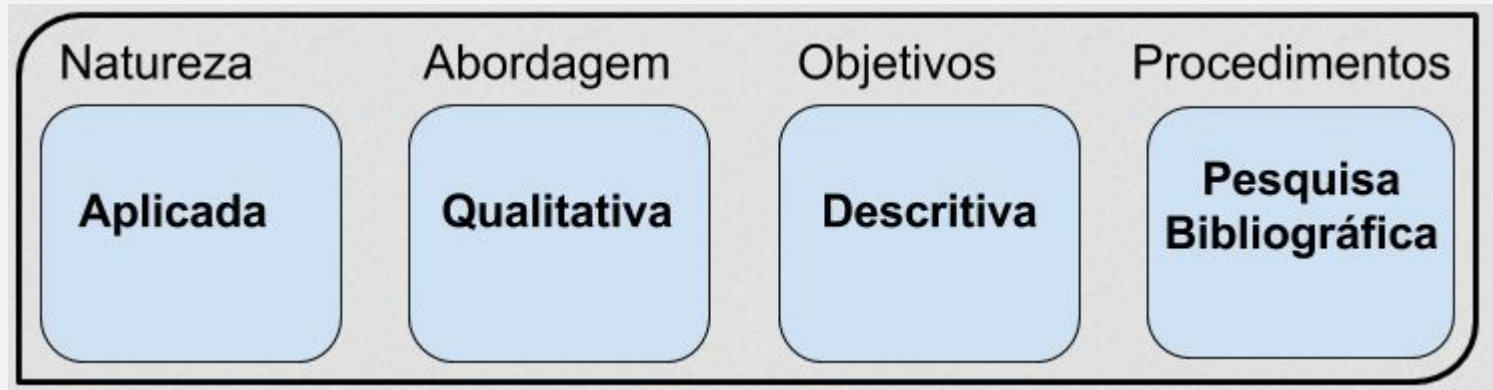 Natureza
Aplicada
Abordagem
Qualitativa
Objetivos
Descritiva
Procedimentos
Pesquisa
Bibliográfica